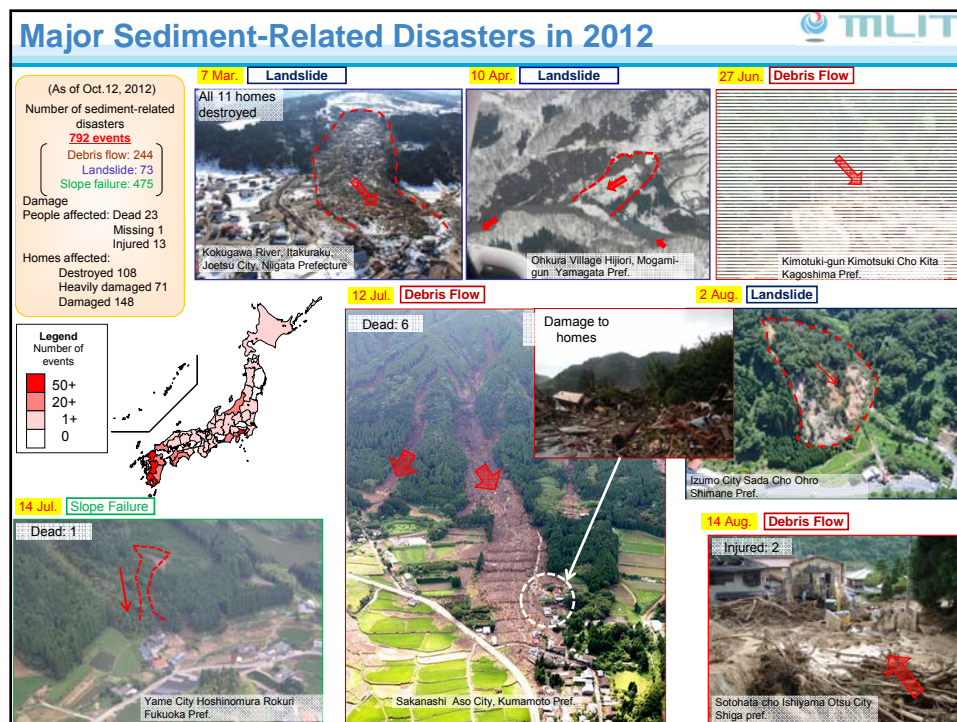 Major Sediment-Related Disasters in 2012
MLIT
(As of Oct.12, 2012)
Number of sediment-related
disasters
792 events
Debris flow: 244
Landslide: 73
Slope failure: 475
Damage
People affected: Dead 23
Missing 1
Injured 13
Homes affected:
Destroyed 108
Heavily damaged 71
Damaged 148
7 Mar. Landslide
All 11 homes
destroyed
Kokugawa River, Itakuraku,
Joetsu City, Niigata Prefecture
10 Apr. Landslide
Ohkura Village Hijiori, Mogami-
gun Yamagata Pref.
27 Jun. Debris Flow
Kimotuki-gun Kimotsuki Cho Kita
Kagoshima Pref.
Legend
Number of
events
50+
20+
1+
0
12 Jul. Debris Flow
Dead: 6
Damage to
homes
Sakanashi Aso City, Kumamoto Pref.
2 Aug. Landslide
Izumo City Sada Cho Ohro
Shimane Pref.
14 Jul. Slope Failure
Dead: 1
Yame City Hoshinomura Rokuri
Fukuoka Pref.
14 Aug. Debris Flow
Injured: 2
Sotohata cho Ishiyama Otsu City
Shiga pref.